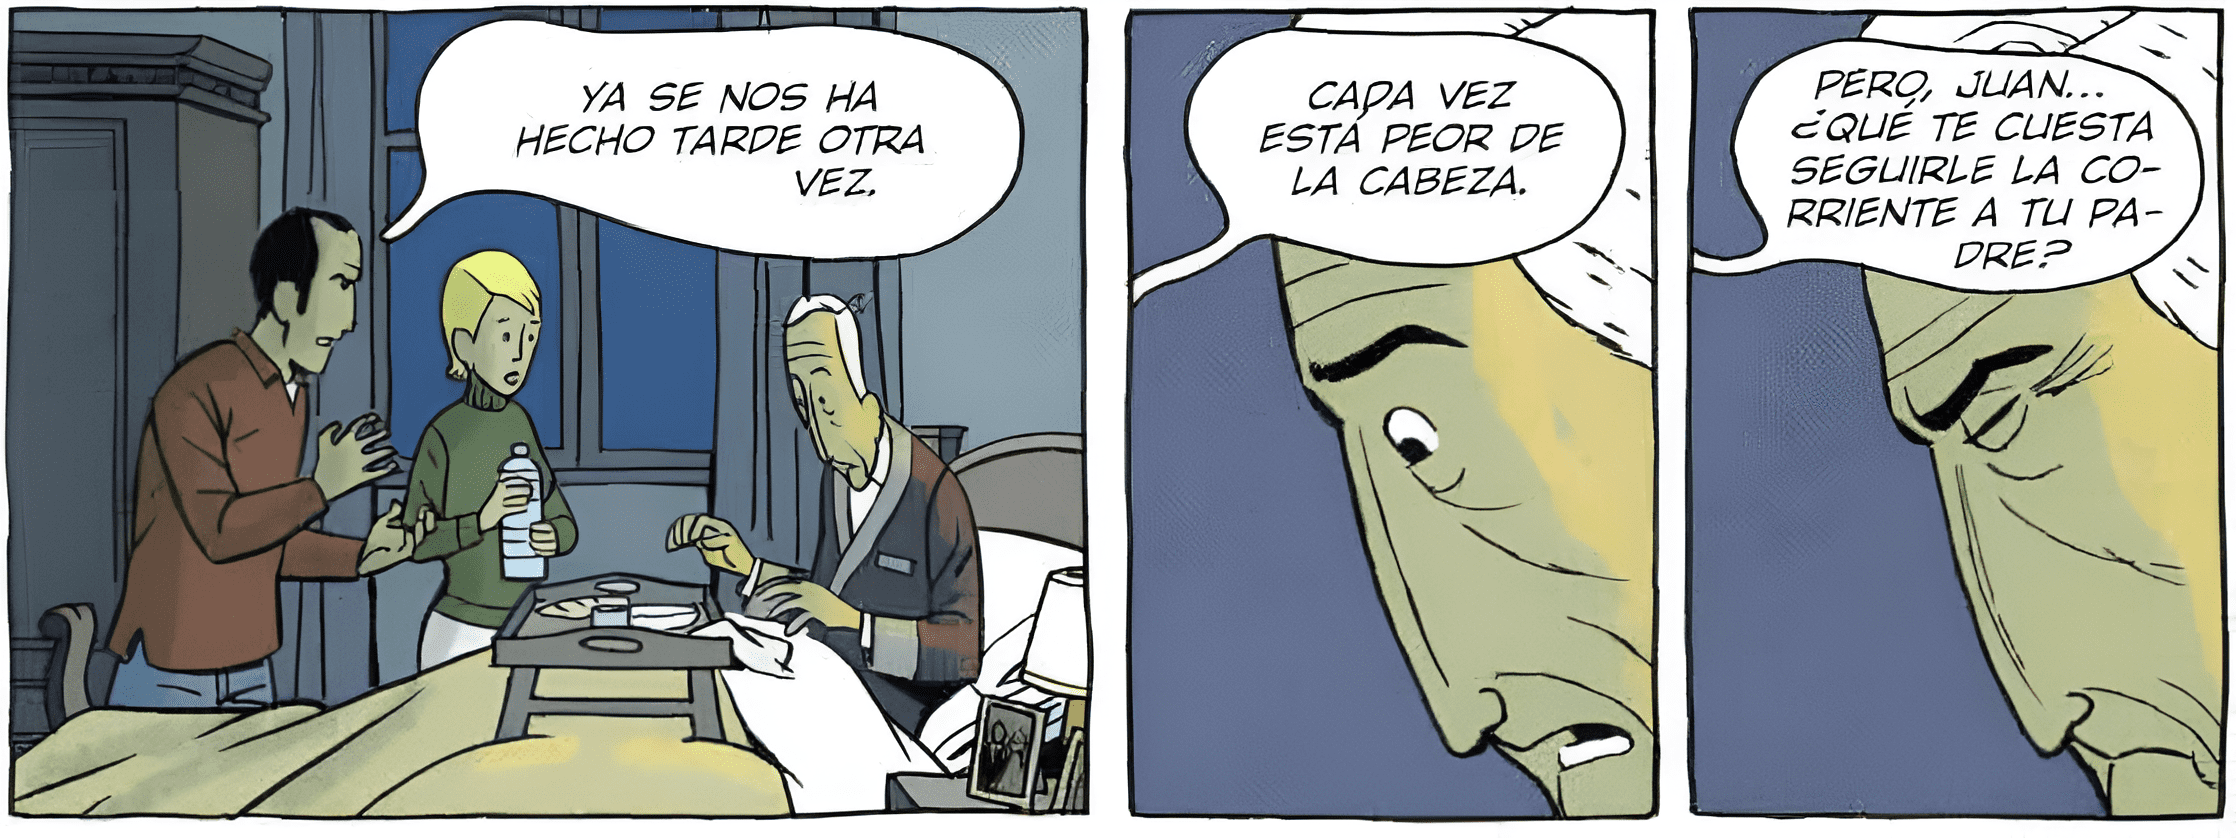 YA SE NOS HA
HECHO TARDE OTRA
VEZ.
CADA VEZ
ESTÁ PEOR DE
LA CABEZA.
PERO, JUAN...
¿QUÉ TE CUESTA
SEGUIRLE LA CO-
RRIENTE A TU PA-
DRE?